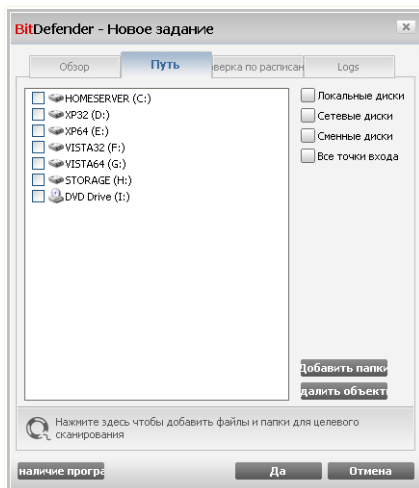 BitDefender - Новое задание
Обзор
Путь
верка по расписан
Logs
HOMESERVER (C:)
XP32 (D:)
XP64 (E:)
VISTA32 (F:)
VISTA64 (G:)
STORAGE (H:)
DVD Drive (I:)
Локальные диски
Сетевые диски
Сменные диски
Все точки входа
Добавить папки
далить объекты
Нажмите здесь чтобы добавить файлы и папки для целевого
сканирования
наличие програ
Да
Отмена